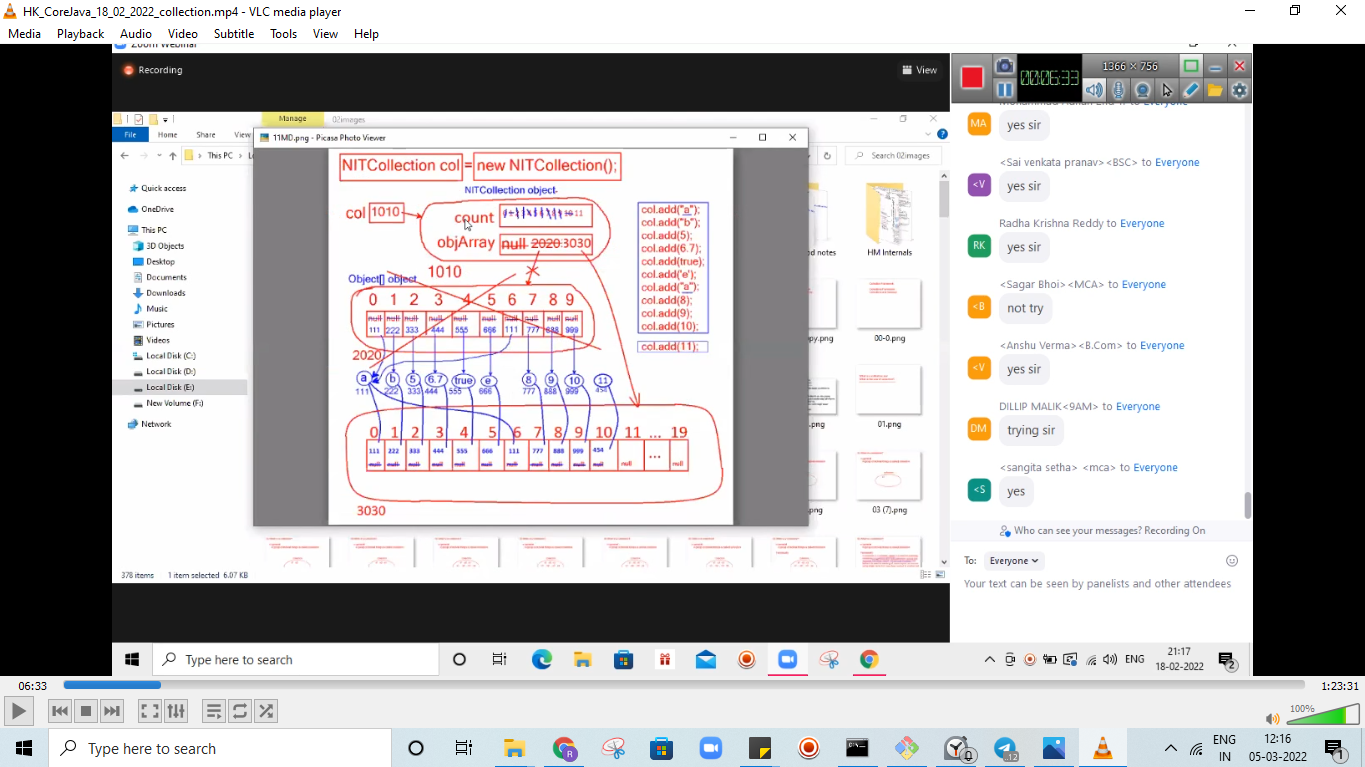 HK_CoreJava_18_02_2022_collection.mp4 - VLC media player
Media Playback Audio Video Subtitle Tools View Help
Zoom Webinar
Recording
View
00:06:33
1366 × 756
Manage
02images
File Home Share View
11MD.png - Picasa Photo Viewer
This PC
Search 02images
Quick access
OneDrive
This PC
3D Objects
Desktop
Documents
Downloads
Music
Pictures
Videos
Local Disk (C:)
Local Disk (D:)
Local Disk (E:)
New Volume (F:)
Network
NITCollection col = new NITCollection();
NITCollection object
col 1010
count 10 11
objArray null 2020 3030
1010
Object[] object
0 1 2 3 4 5 6 7 8 9
null null null null null null null null null null
111 222 333 444 555 666 111 777 888 999
2020
a b 5 6.7 true e 8 9 10 11
111 222 333 444 555 666 777 888 999 454
0 1 2 3 4 5 6 7 8 9 10 11 ... 19
111 222 333 444 555 666 111 777 888 999 454
null null null null null null null null null null null null ... null
3030
col.add("a");
col.add("b");
col.add(5);
col.add(6.7);
col.add(true);
col.add('e');
col.add("a");
col.add(8);
col.add(9);
col.add(10);
col.add(11);
ed notes
HM Internals
py.png
00-0.png
.png
01.png
png
03 (7).png
378 items 1 item selected 6.07 KB
to Everyone
MA
yes sir
<Sai venkata pranav><BSC> to Everyone
<V
yes sir
Radha Krishna Reddy to Everyone
RK
yes sir
<Sagar Bhoi><MCA> to Everyone
<B
not try
<Anshu Verma><B.Com> to Everyone
<V
yes sir
DILLIP MALIK<9AM> to Everyone
DM
trying sir
<sangita setha> <mca> to Everyone
<S
yes
Who can see your messages? Recording On
To: Everyone
Your text can be seen by panelists and other attendees
Type here to search
ENG
21:17
18-02-2022
2
06:33
1:23:31
100%
Type here to search
12
ENG
IN
12:16
05-03-2022
1